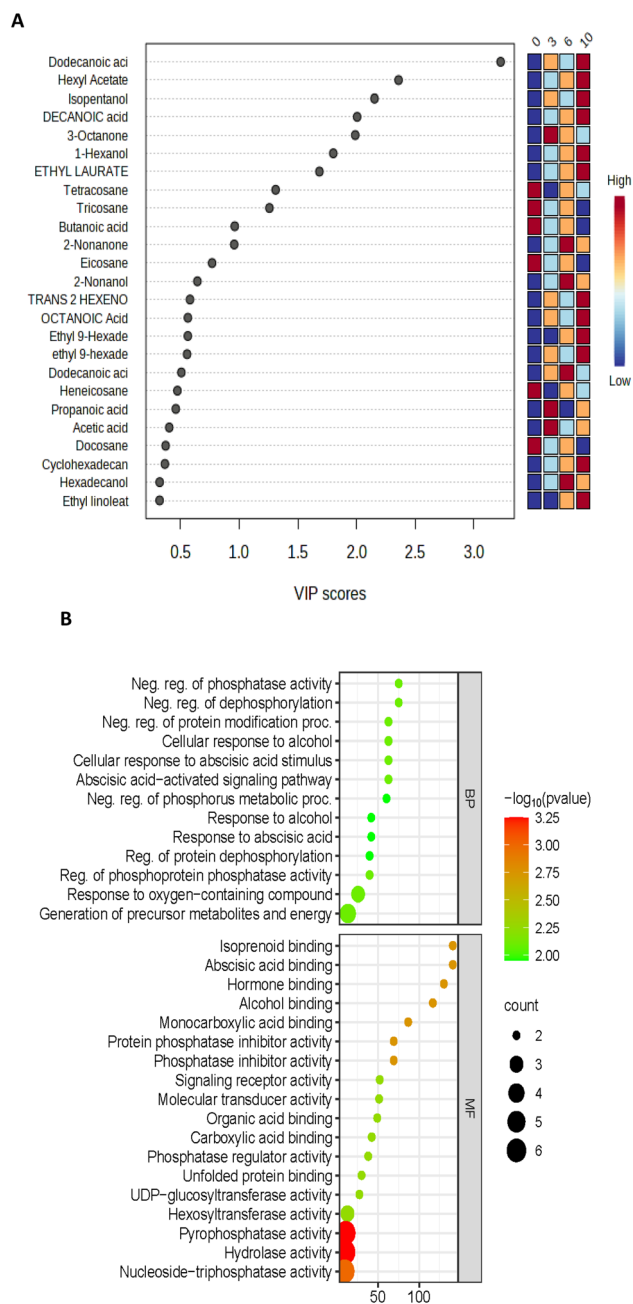 A
0 3 6 10
Dodecanoic aci
Hexyl Acetate
Isopentanol
DECANOIC acid
3-Octanone
1-Hexanol
ETHYL LAURATE
Tetracosane
Tricosane
Butanoic acid
2-Nonanone
Eicosane
2-Nonanol
TRANS 2 HEXENO
OCTANOIC Acid
Ethyl 9-Hexade
ethyl 9-hexade
Dodecanoic aci
Heneicosane
Propanoic acid
Acetic acid
Docosane
Cyclohexadecan
Hexadecanol
Ethyl linoleat
High
Low
0.5 1.0 1.5 2.0 2.5 3.0
VIP scores
B
Neg. reg. of phosphatase activity
Neg. reg. of dephosphorylation
Neg. reg. of protein modification proc.
Cellular response to alcohol
Cellular response to abscisic acid stimulus
Abscisic acid−activated signaling pathway
Neg. reg. of phosphorus metabolic proc.
Response to alcohol
Response to abscisic acid
Reg. of protein dephosphorylation
Reg. of phosphoprotein phosphatase activity
Response to oxygen−containing compound
Generation of precursor metabolites and energy
BP
Isoprenoid binding
Abscisic acid binding
Hormone binding
Alcohol binding
Monocarboxylic acid binding
Protein phosphatase inhibitor activity
Phosphatase inhibitor activity
Signaling receptor activity
Molecular transducer activity
Organic acid binding
Carboxylic acid binding
Phosphatase regulator activity
Unfolded protein binding
UDP−glucosyltransferase activity
Hexosyltransferase activity
Pyrophosphatase activity
Hydrolase activity
Nucleoside−triphosphatase activity
MF
50 100
−log10(pvalue)
3.25
3.00
2.75
2.50
2.25
2.00
count
2
3
4
5
6